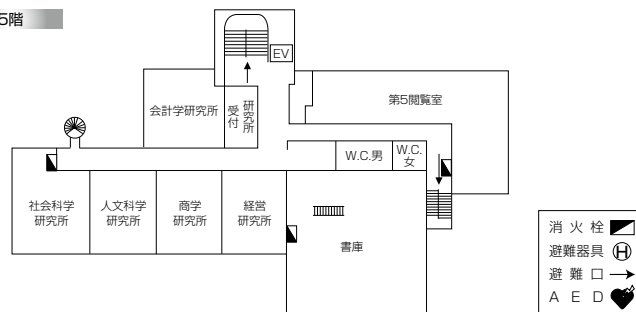 5階
EV
会計学研究所
研究所
受付
第5閲覧室
W.C.男
W.C.
女
社会科学
研究所
人文科学
研究所
商学
研究所
経営
研究所
書庫
消火栓
避難器具 H
避難口
AED